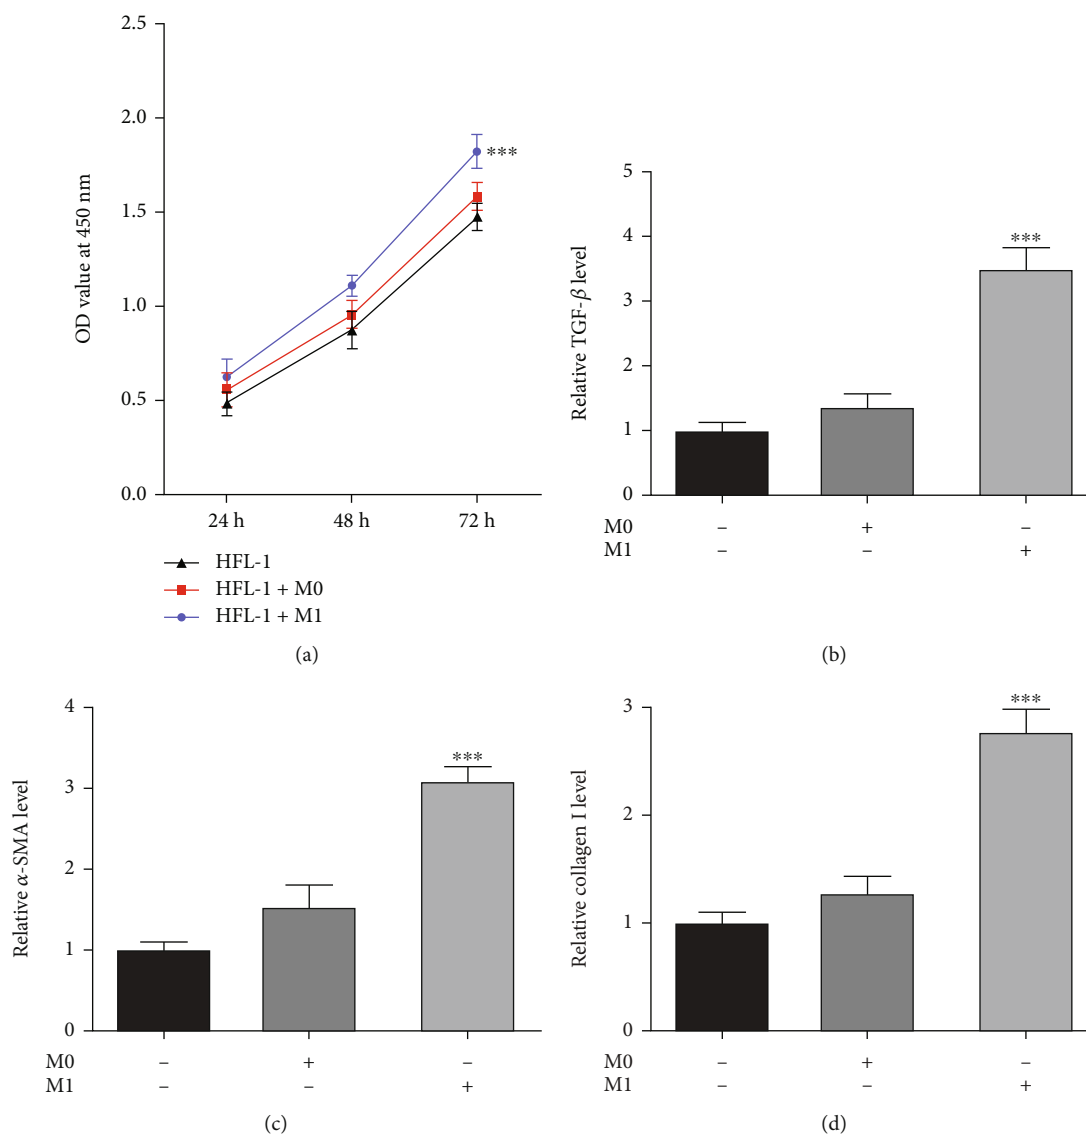 2.5
2.0
1.5
1.0
0.5
0.0
OD value at 450 nm
***
24 h 48 h 72 h
HFL-1
HFL-1 + M0
HFL-1 + M1
(a)
5
4
3
2
1
0
Relative TGF-β level
***
M0 – + –
M1 – – +
(b)
4
3
2
1
0
Relative α-SMA level
***
M0 – + –
M1 – – +
(c)
3
2
1
0
Relative collagen I level
***
M0 – + –
M1 – – +
(d)